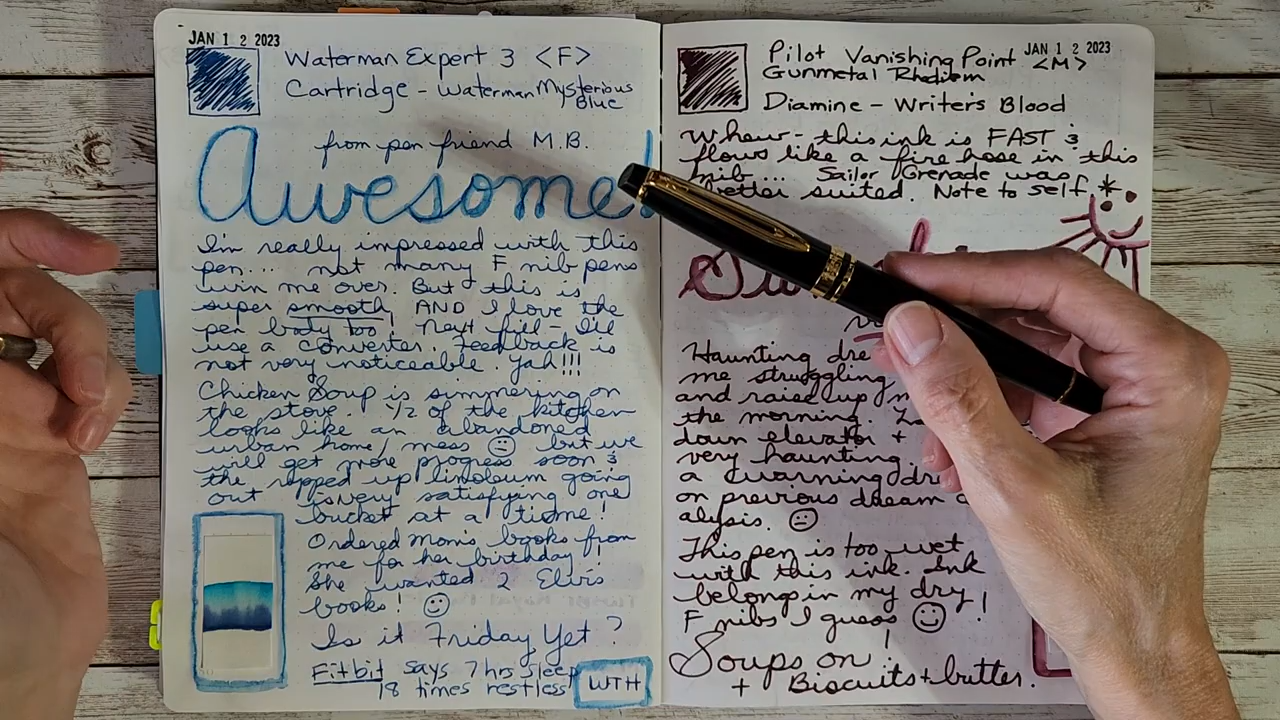 JAN 1 2 2023
Waterman Expert 3 <F>
Cartridge - Waterman Mysterious
Blue
from pen friend M.B.
Awesome!
I'm really impressed with this
pen... not many F nib pens
win me over. But this is
super smooth AND I love the
pen body too! Next fill - I'll
use a converter. Feedback is
not very noticeable. Yah!!!
Chicken Soup is simmering on
the stove. 1/2 of the kitchen
looks like an abandoned
urban home/mess ☹ but we
will get more progress soon &
the ripped up linoleum going
out is very satisfying one
bucket at a time!
Ordered Mom's books from
me for her birthday!
She wanted 2 Elvis
books! ☺
Is it Friday Yet?
Fitbit says 7 hrs sleep
18 times restless
WTH
JAN 1 2 2023
Pilot Vanishing Point <M>
Gunmetal Rhodium
Diamine - Writer's Blood
Whew - this ink is FAST &
flows like a fire hose in this
nib... Sailor Grenade was
better suited. Note to self *
Haunting
me struggling
and raised up
the morning.
down elevator +
very haunting
a warning
on previous dream
alysis. ☹
This pen is too wet
with this ink. Ink
belongs in my dry
F nibs I guess! ☺
Soups on!
+ Biscuits + butter.